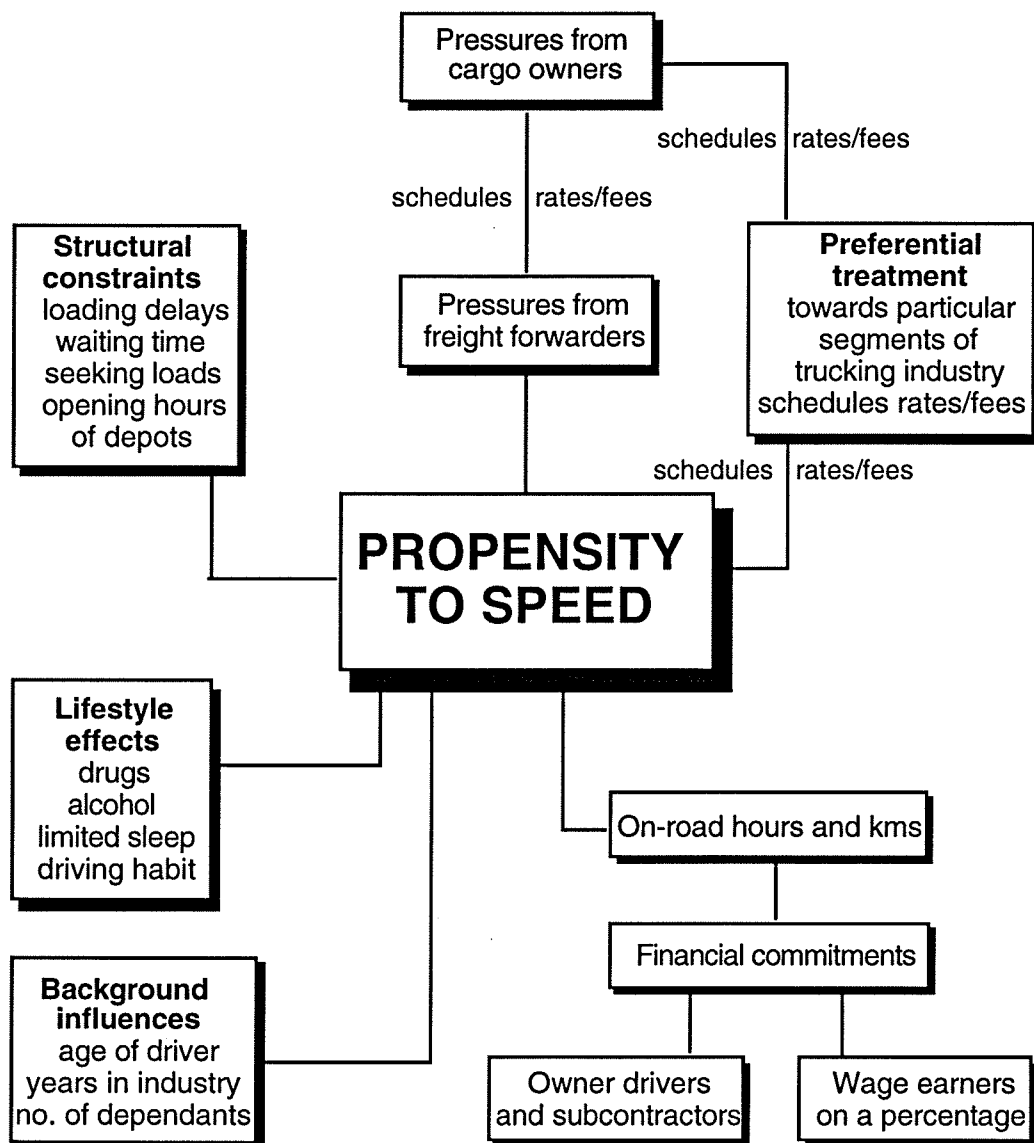 Pressures from
cargo owners
schedules rates/fees
schedules rates/fees
Structural
constraints
loading delays
waiting time
seeking loads
opening hours
of depots
Pressures from
freight forwarders
Preferential
treatment
towards particular
segments of
trucking industry
schedules rates/fees
schedules rates/fees
PROPENSITY
TO SPEED
Lifestyle
effects
drugs
alcohol
limited sleep
driving habit
On-road hours and kms
Financial commitments
Background
influences
age of driver
years in industry
no. of dependants
Owner drivers
and subcontractors
Wage earners
on a percentage